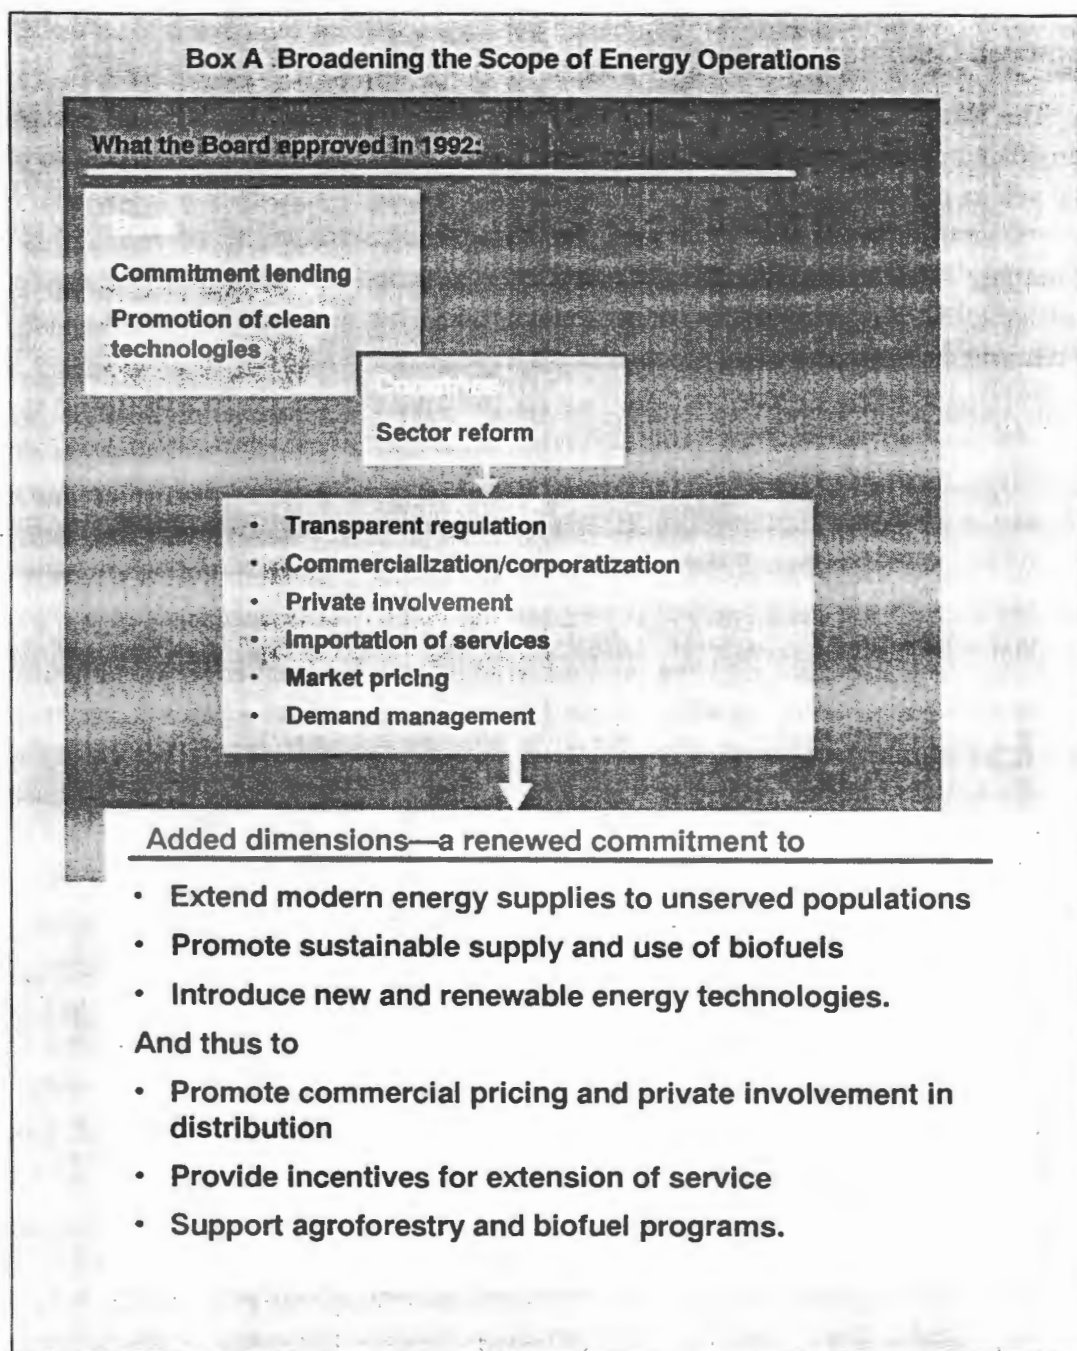 Box A Broadening the Scope of Energy Operations
What the Board approved in 1992:
Commitment lending
Promotion of clean
technologies
Countries
Sector reform
• Transparent regulation
• Commercialization/corporatization
• Private involvement
• Importation of services
• Market pricing
• Demand management
Added dimensions—a renewed commitment to
• Extend modern energy supplies to unserved populations
• Promote sustainable supply and use of biofuels
• Introduce new and renewable energy technologies.
And thus to
• Promote commercial pricing and private involvement in
distribution
• Provide incentives for extension of service
• Support agroforestry and biofuel programs.